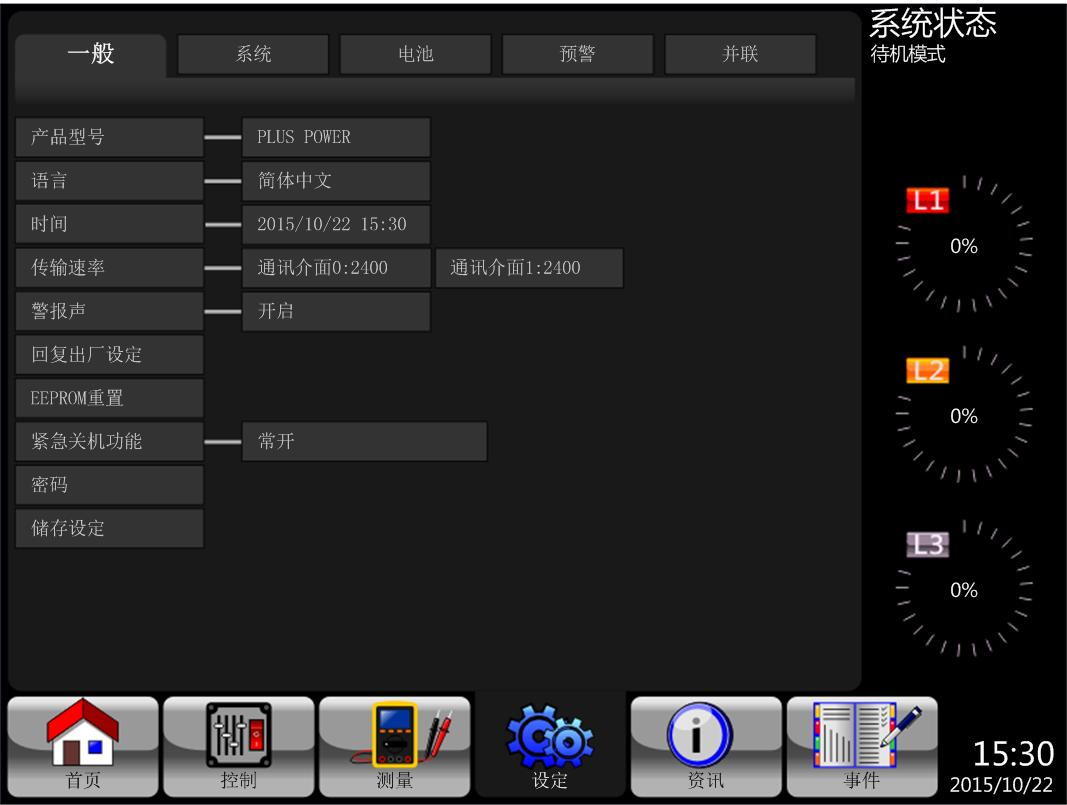 一般 系统 电池 预警 并联
系统状态
待机模式
产品型号 PLUS POWER
语言 简体中文
时间 2015/10/22 15:30
传输速率 通讯介面0:2400 通讯介面1:2400
警报声 开启
回复出厂设定
EEPROM重置
紧急关机功能 常开
密码
储存设定
L1
0%
L2
0%
L3
0%
首页 控制 测量 设定 资讯 事件
15:30
2015/10/22